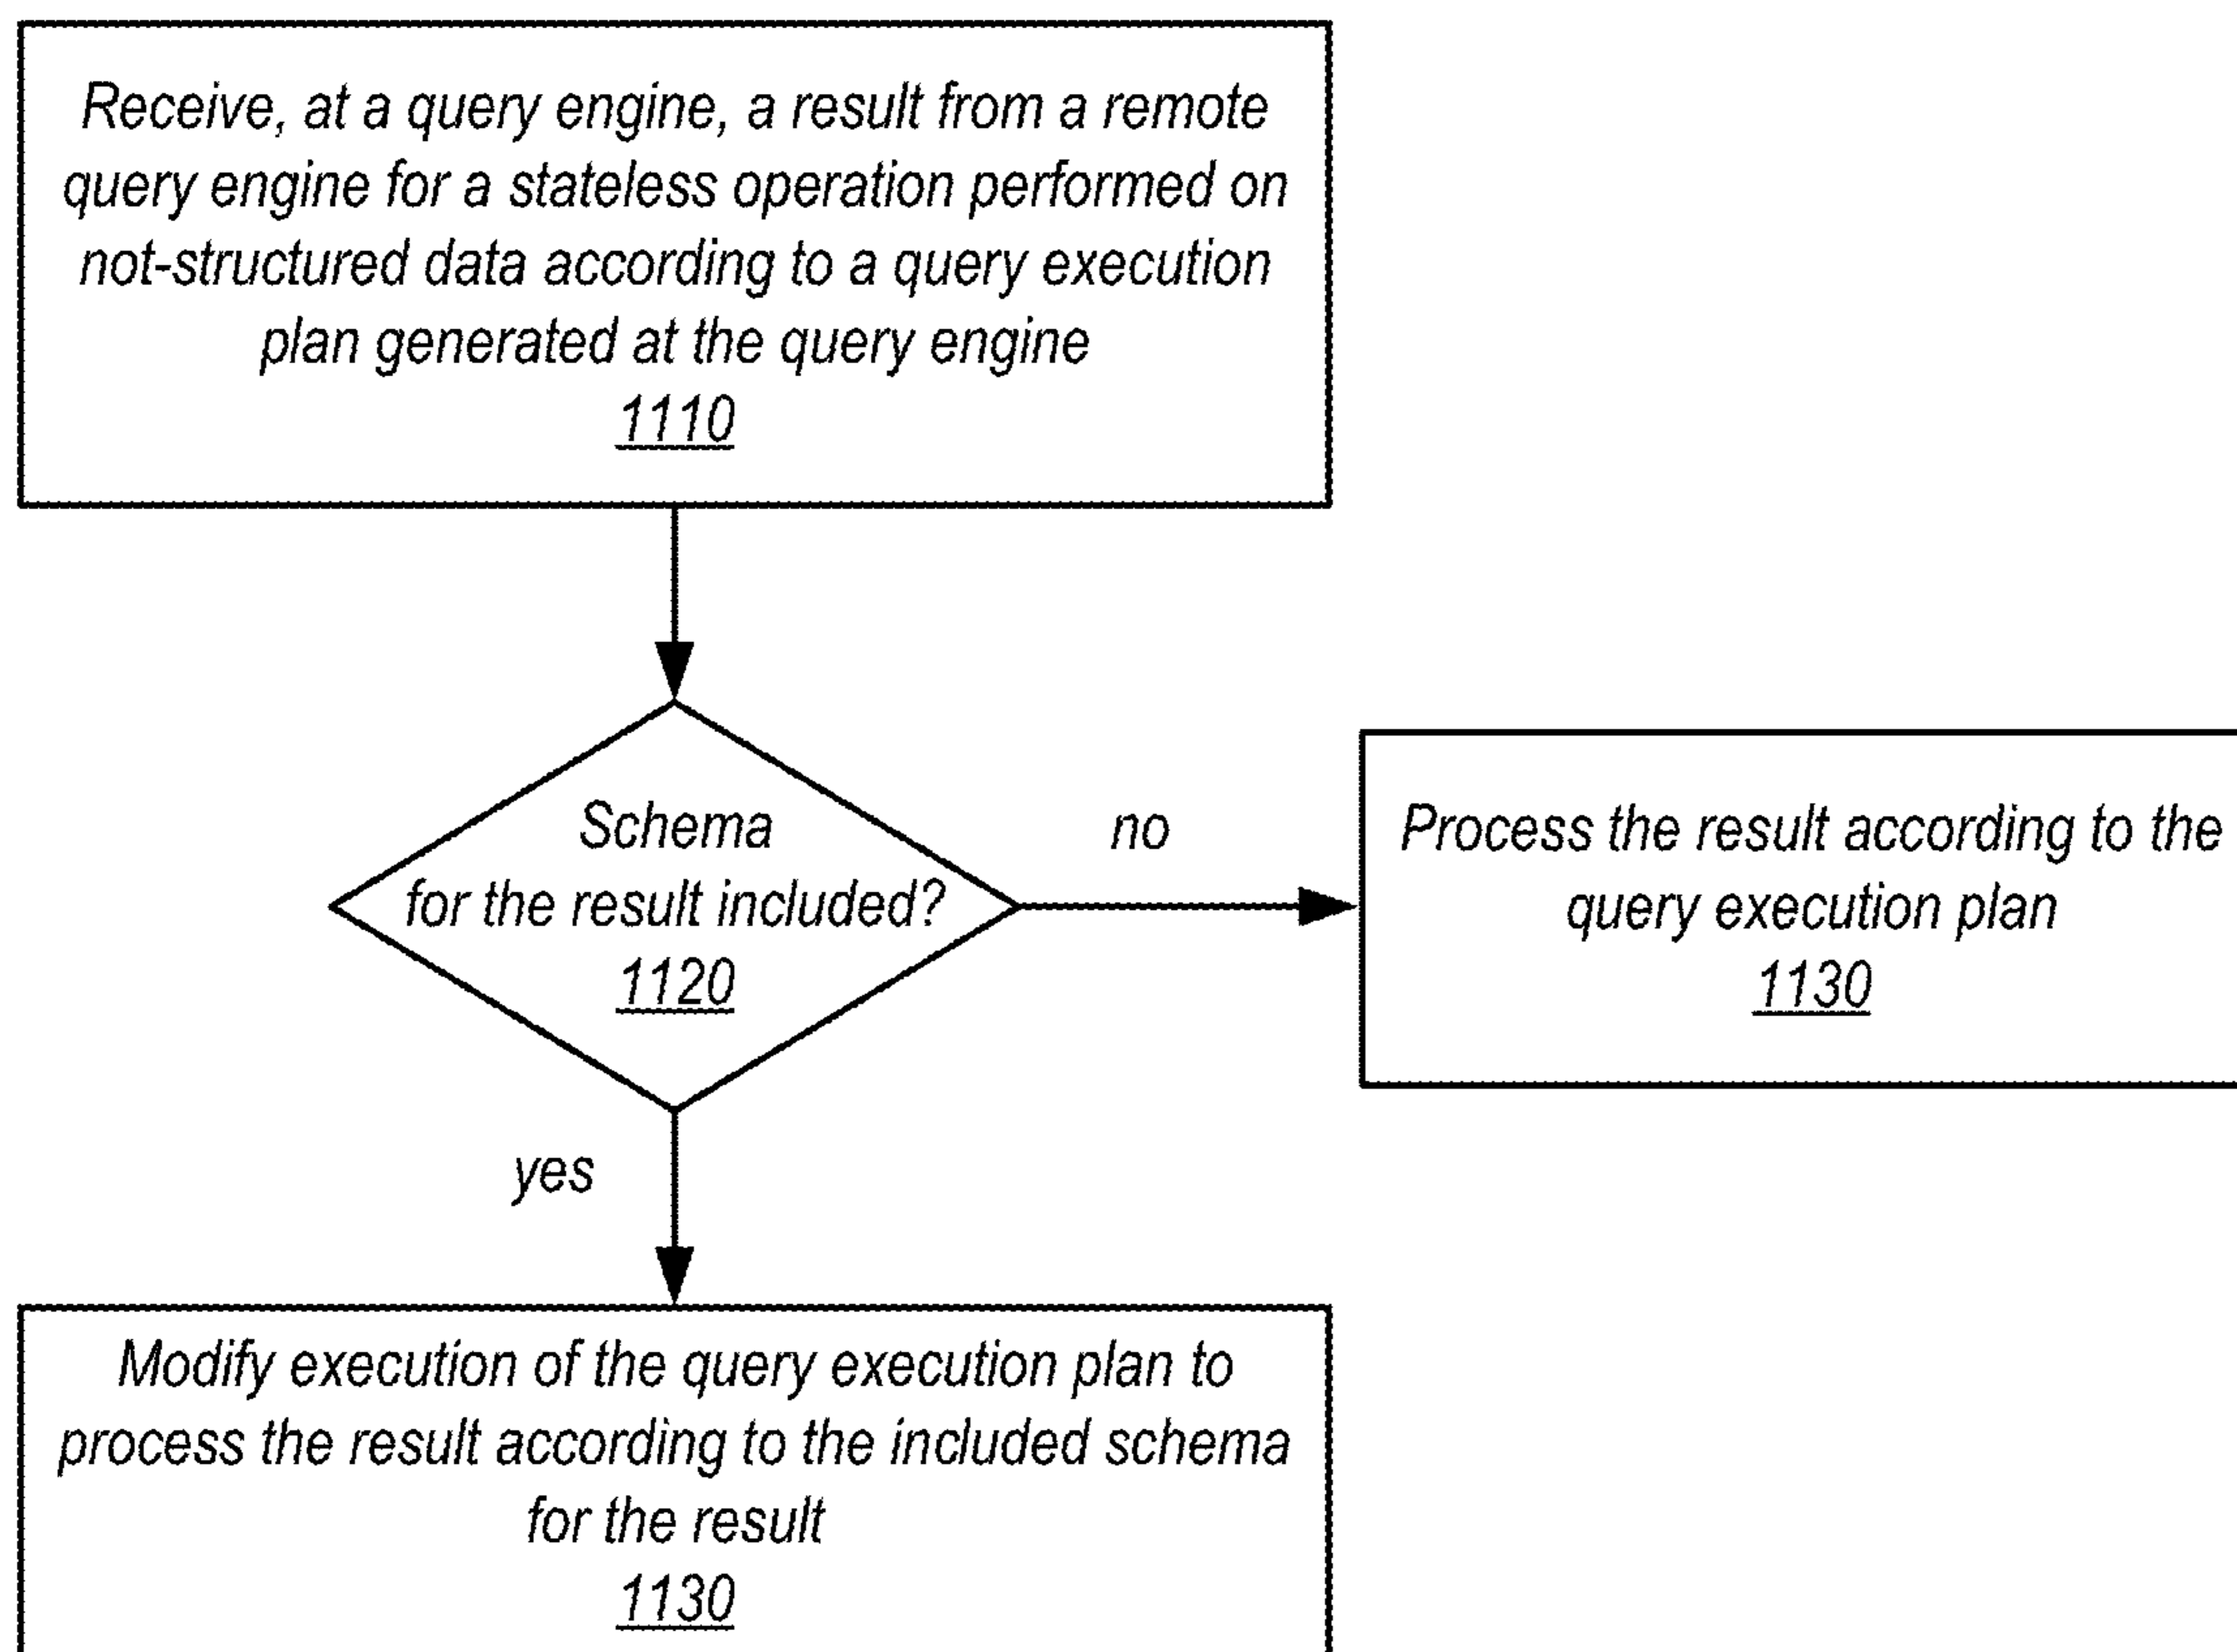 Receive, at a query engine, a result from a remote
query engine for a stateless operation performed on
not-structured data according to a query execution
plan generated at the query engine
1110
Schema
for the result included?
1120
no
Process the result according to the
query execution plan
1130
yes
Modify execution of the query execution plan to
process the result according to the included schema
for the result
1130